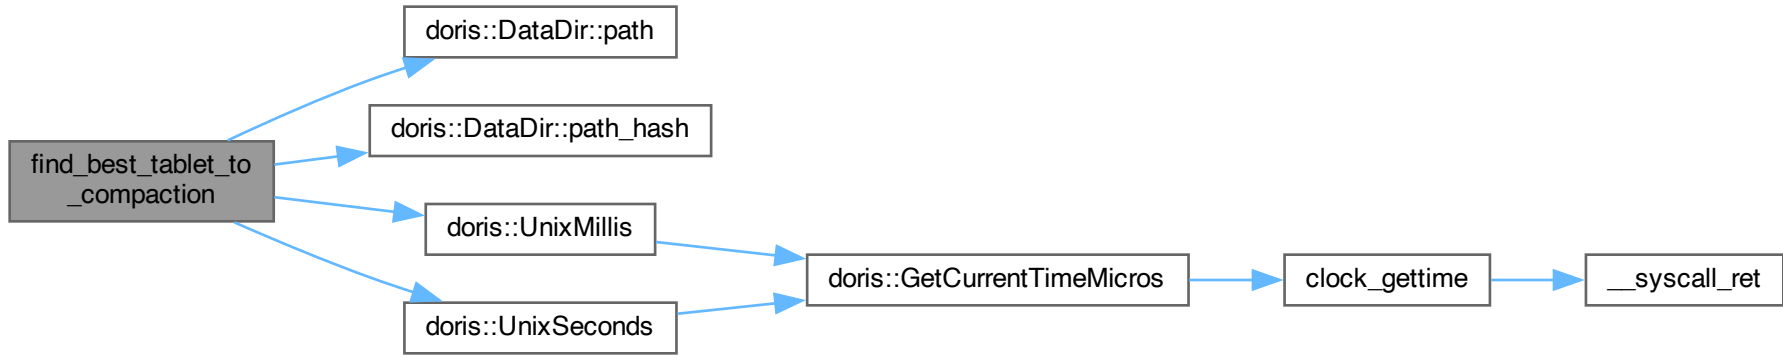 doris::DataDir::path
doris::DataDir::path_hash
find_best_tablet_to
_compaction
doris::UnixMillis
doris::GetCurrentTimeMicros
clock_gettime
__syscall_ret
doris::UnixSeconds